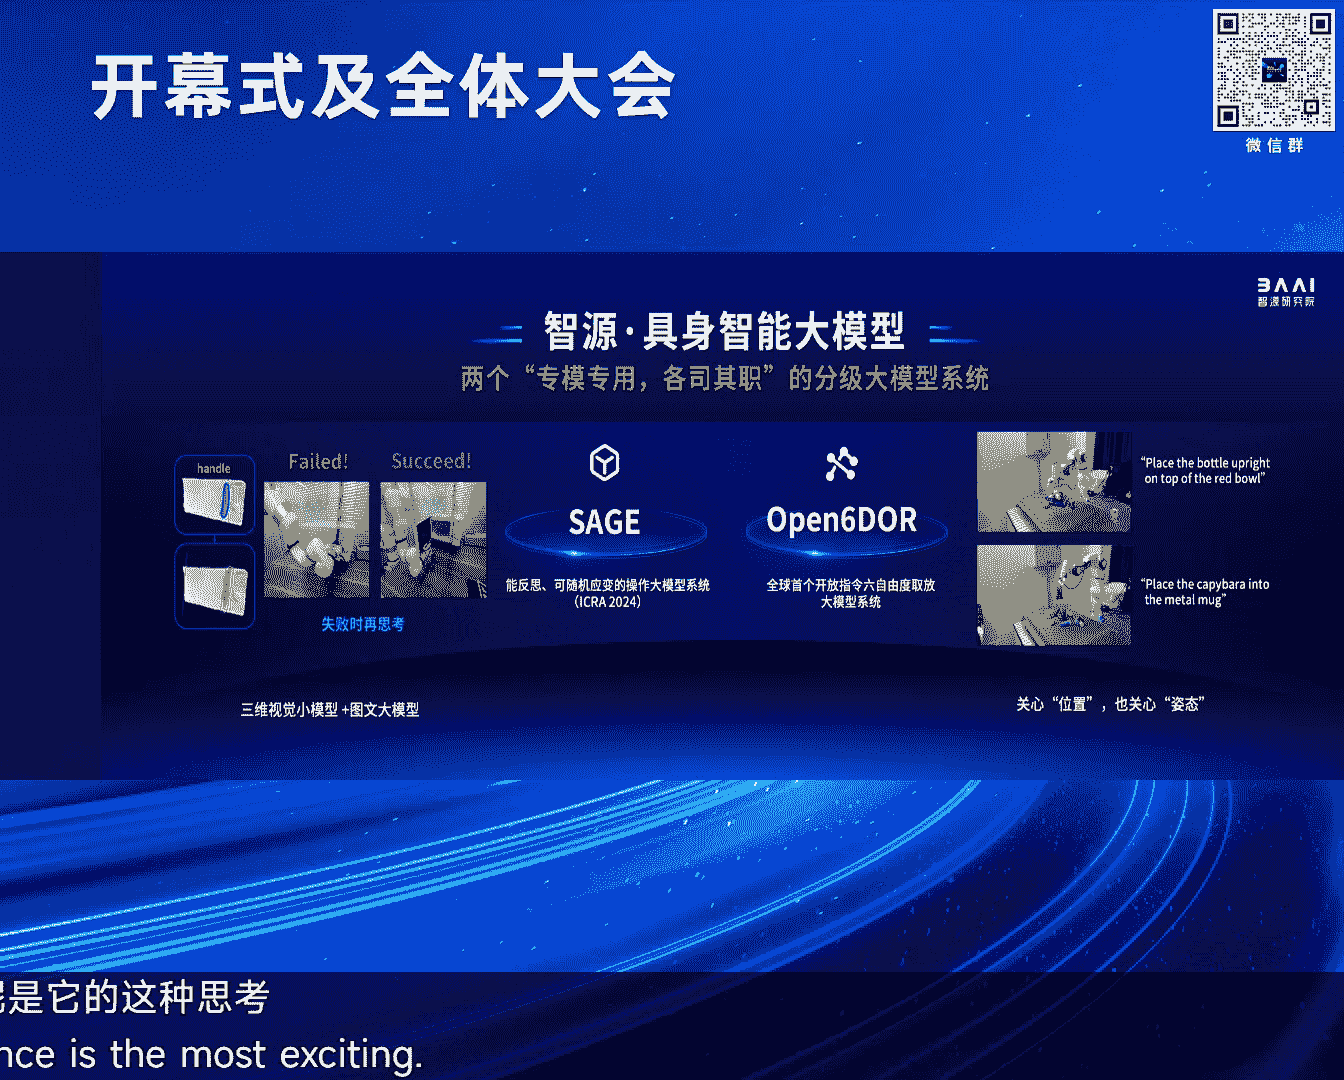 开幕式及全体大会
微信群
BAAI
智源研究院
智源·具身智能大模型
两个“专模专用，各司其职”的分级大模型系统
handle
Failed!
Succeed!
失败时再思考
三维视觉小模型+图文大模型
SAGE
能反思、可随机应变的操作大模型系统
（ICRA 2024）
Open6DOR
全球首个开放指令六自由度取放
大模型系统
“Place the bottle upright
on top of the red bowl”
“Place the capybara into
the metal mug”
关心“位置”，也关心“姿态”
是它的这种思考
nce is the most exciting.